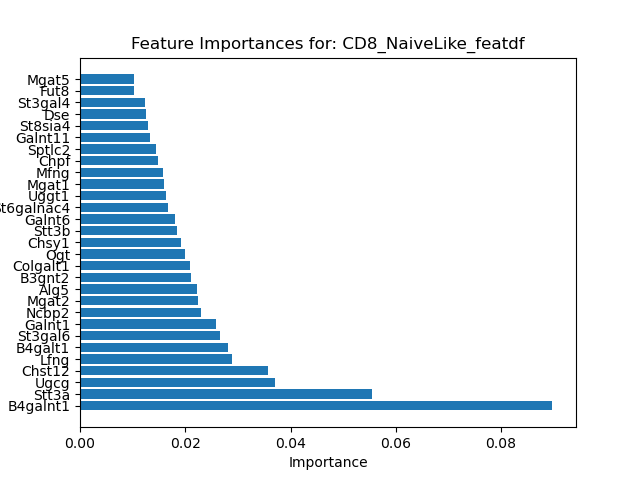 Feature Importances for: CD8_NaiveLike_featdf
Mgat5
Fut8
St3gal4
Dse
St8sia4
Galnt11
Sptlc2
Chpf
Mfng
Mgat1
Uggt1
St6galnac4
Galnt6
Stt3b
Chsy1
Ogt
Colgalt1
B3gnt2
Alg5
Mgat2
Ncbp2
Galnt1
St3gal6
B4galt1
Lfng
Chst12
Ugcg
Stt3a
B4galnt1
0.00 0.02 0.04 0.06 0.08
Importance